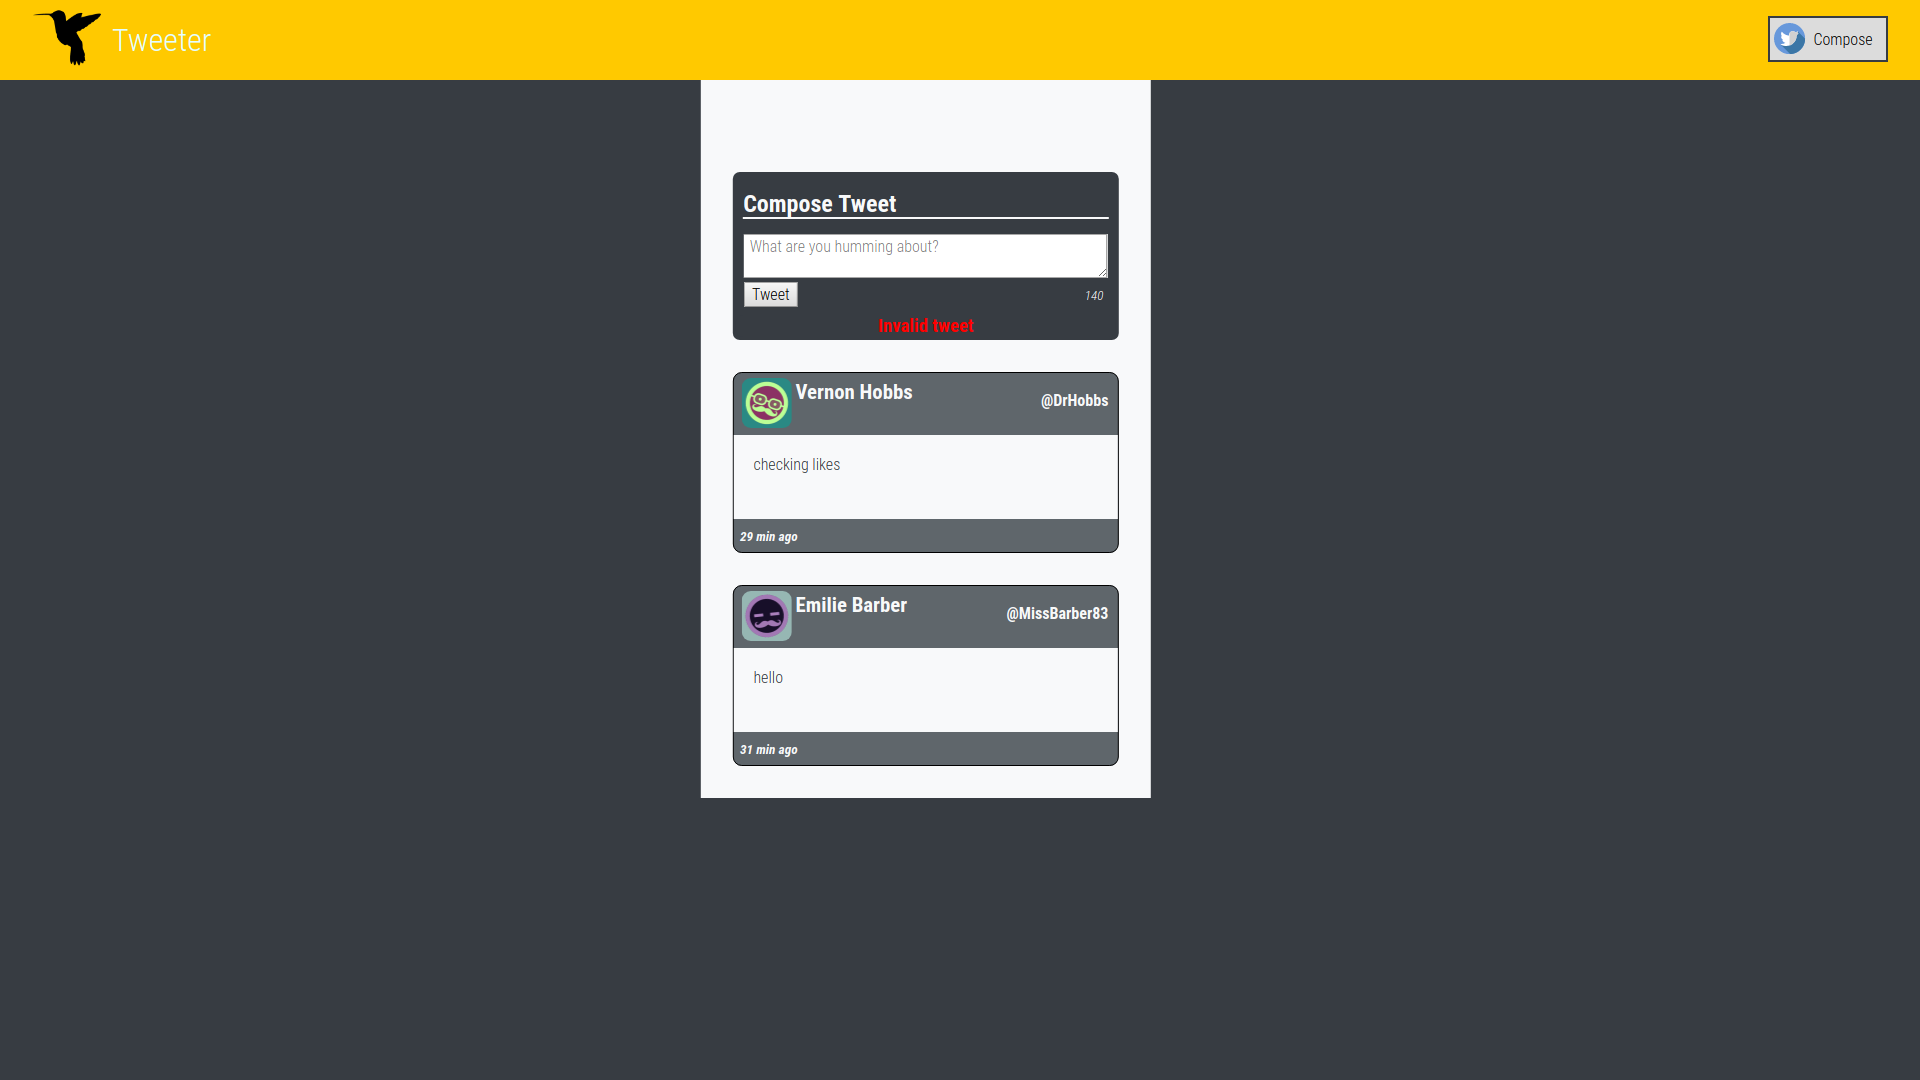 Tweeter
Compose
Compose Tweet
What are you humming about?
Tweet
140
Invalid tweet
Vernon Hobbs
@DrHobbs
checking likes
29 min ago
Emilie Barber
@MissBarber83
hello
31 min ago